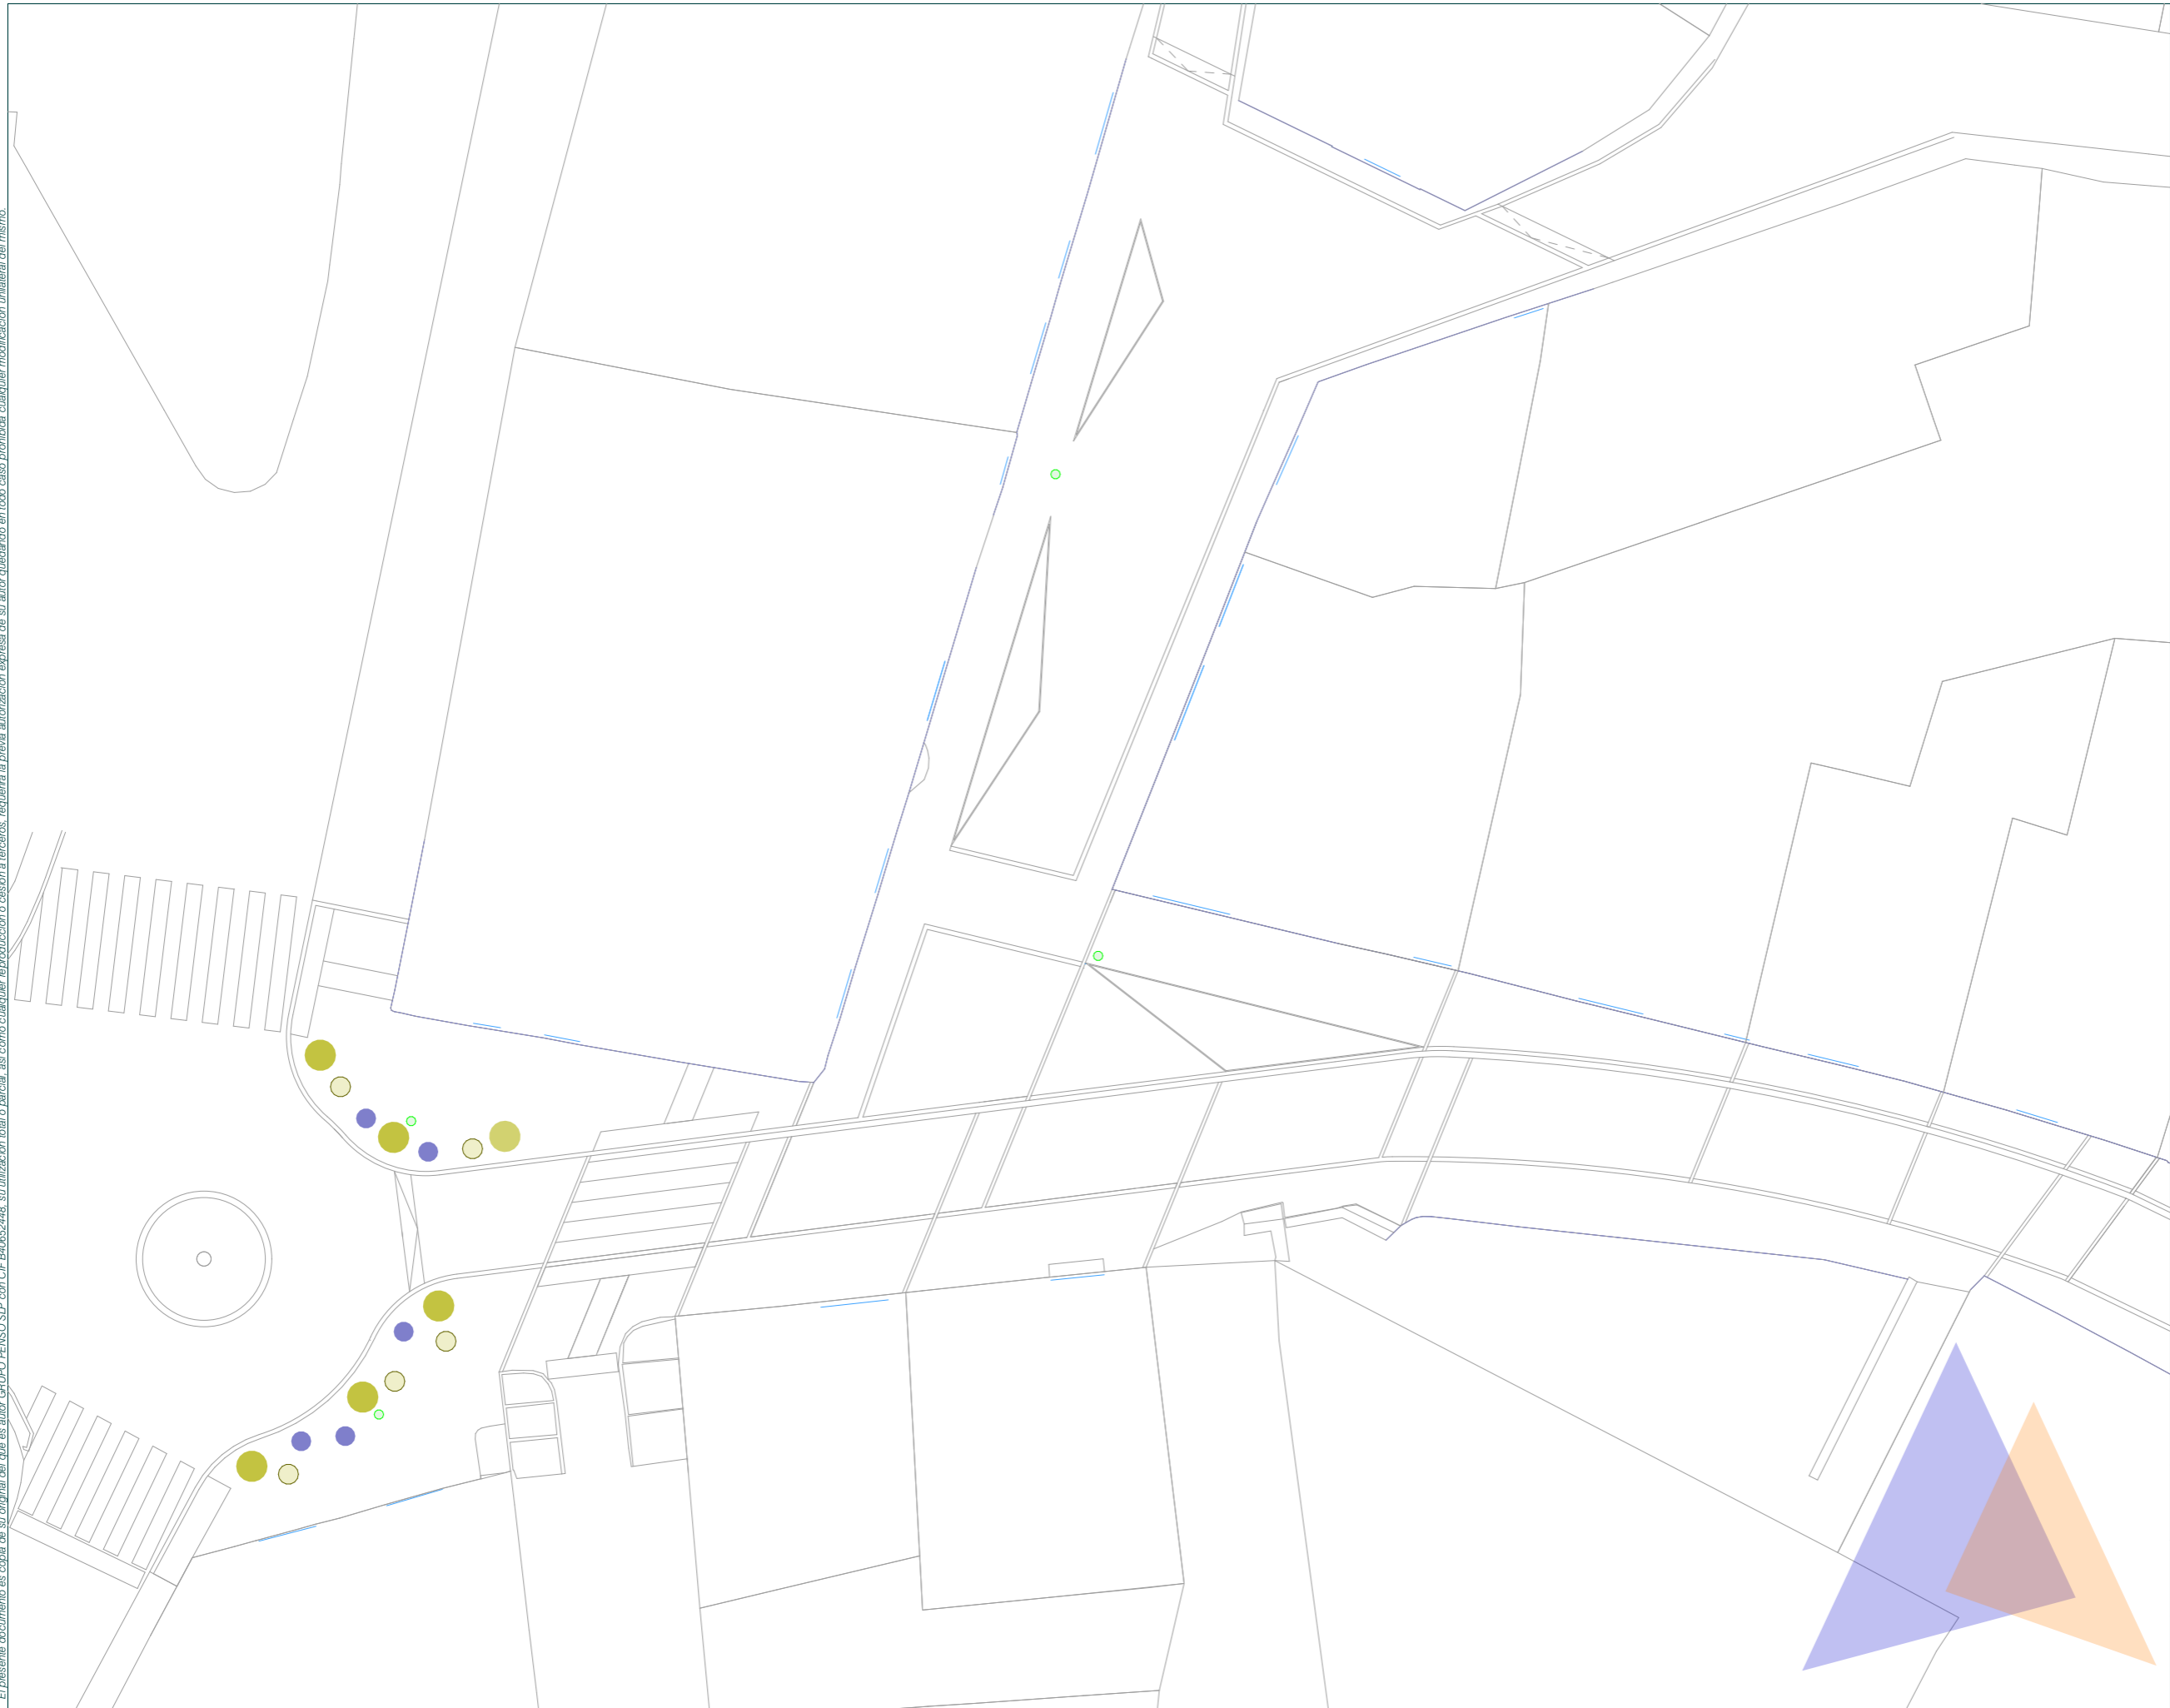 El presente documento es copia de su original del que es autor GRUPO PENSO SLP con CIF B40652448, su utilización total o parcial, así como cualquier reproducción o cesión a terceros, requerirá la previa autorización expresa de su autor quedando en todo caso prohibida cualquier modificación unilateral del mismo.